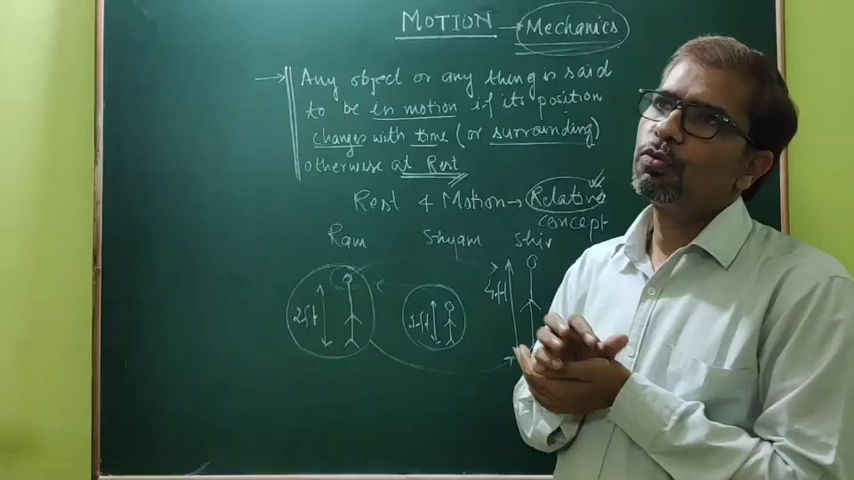 MOTION → Mechanics
→ Any object or any thing is said
to be in motion if its position
changes with time (or surrounding)
otherwise at Rest
Rest & Motion → Relative
concept
Ram Shyam Shiv
2ft 1ft 4ft